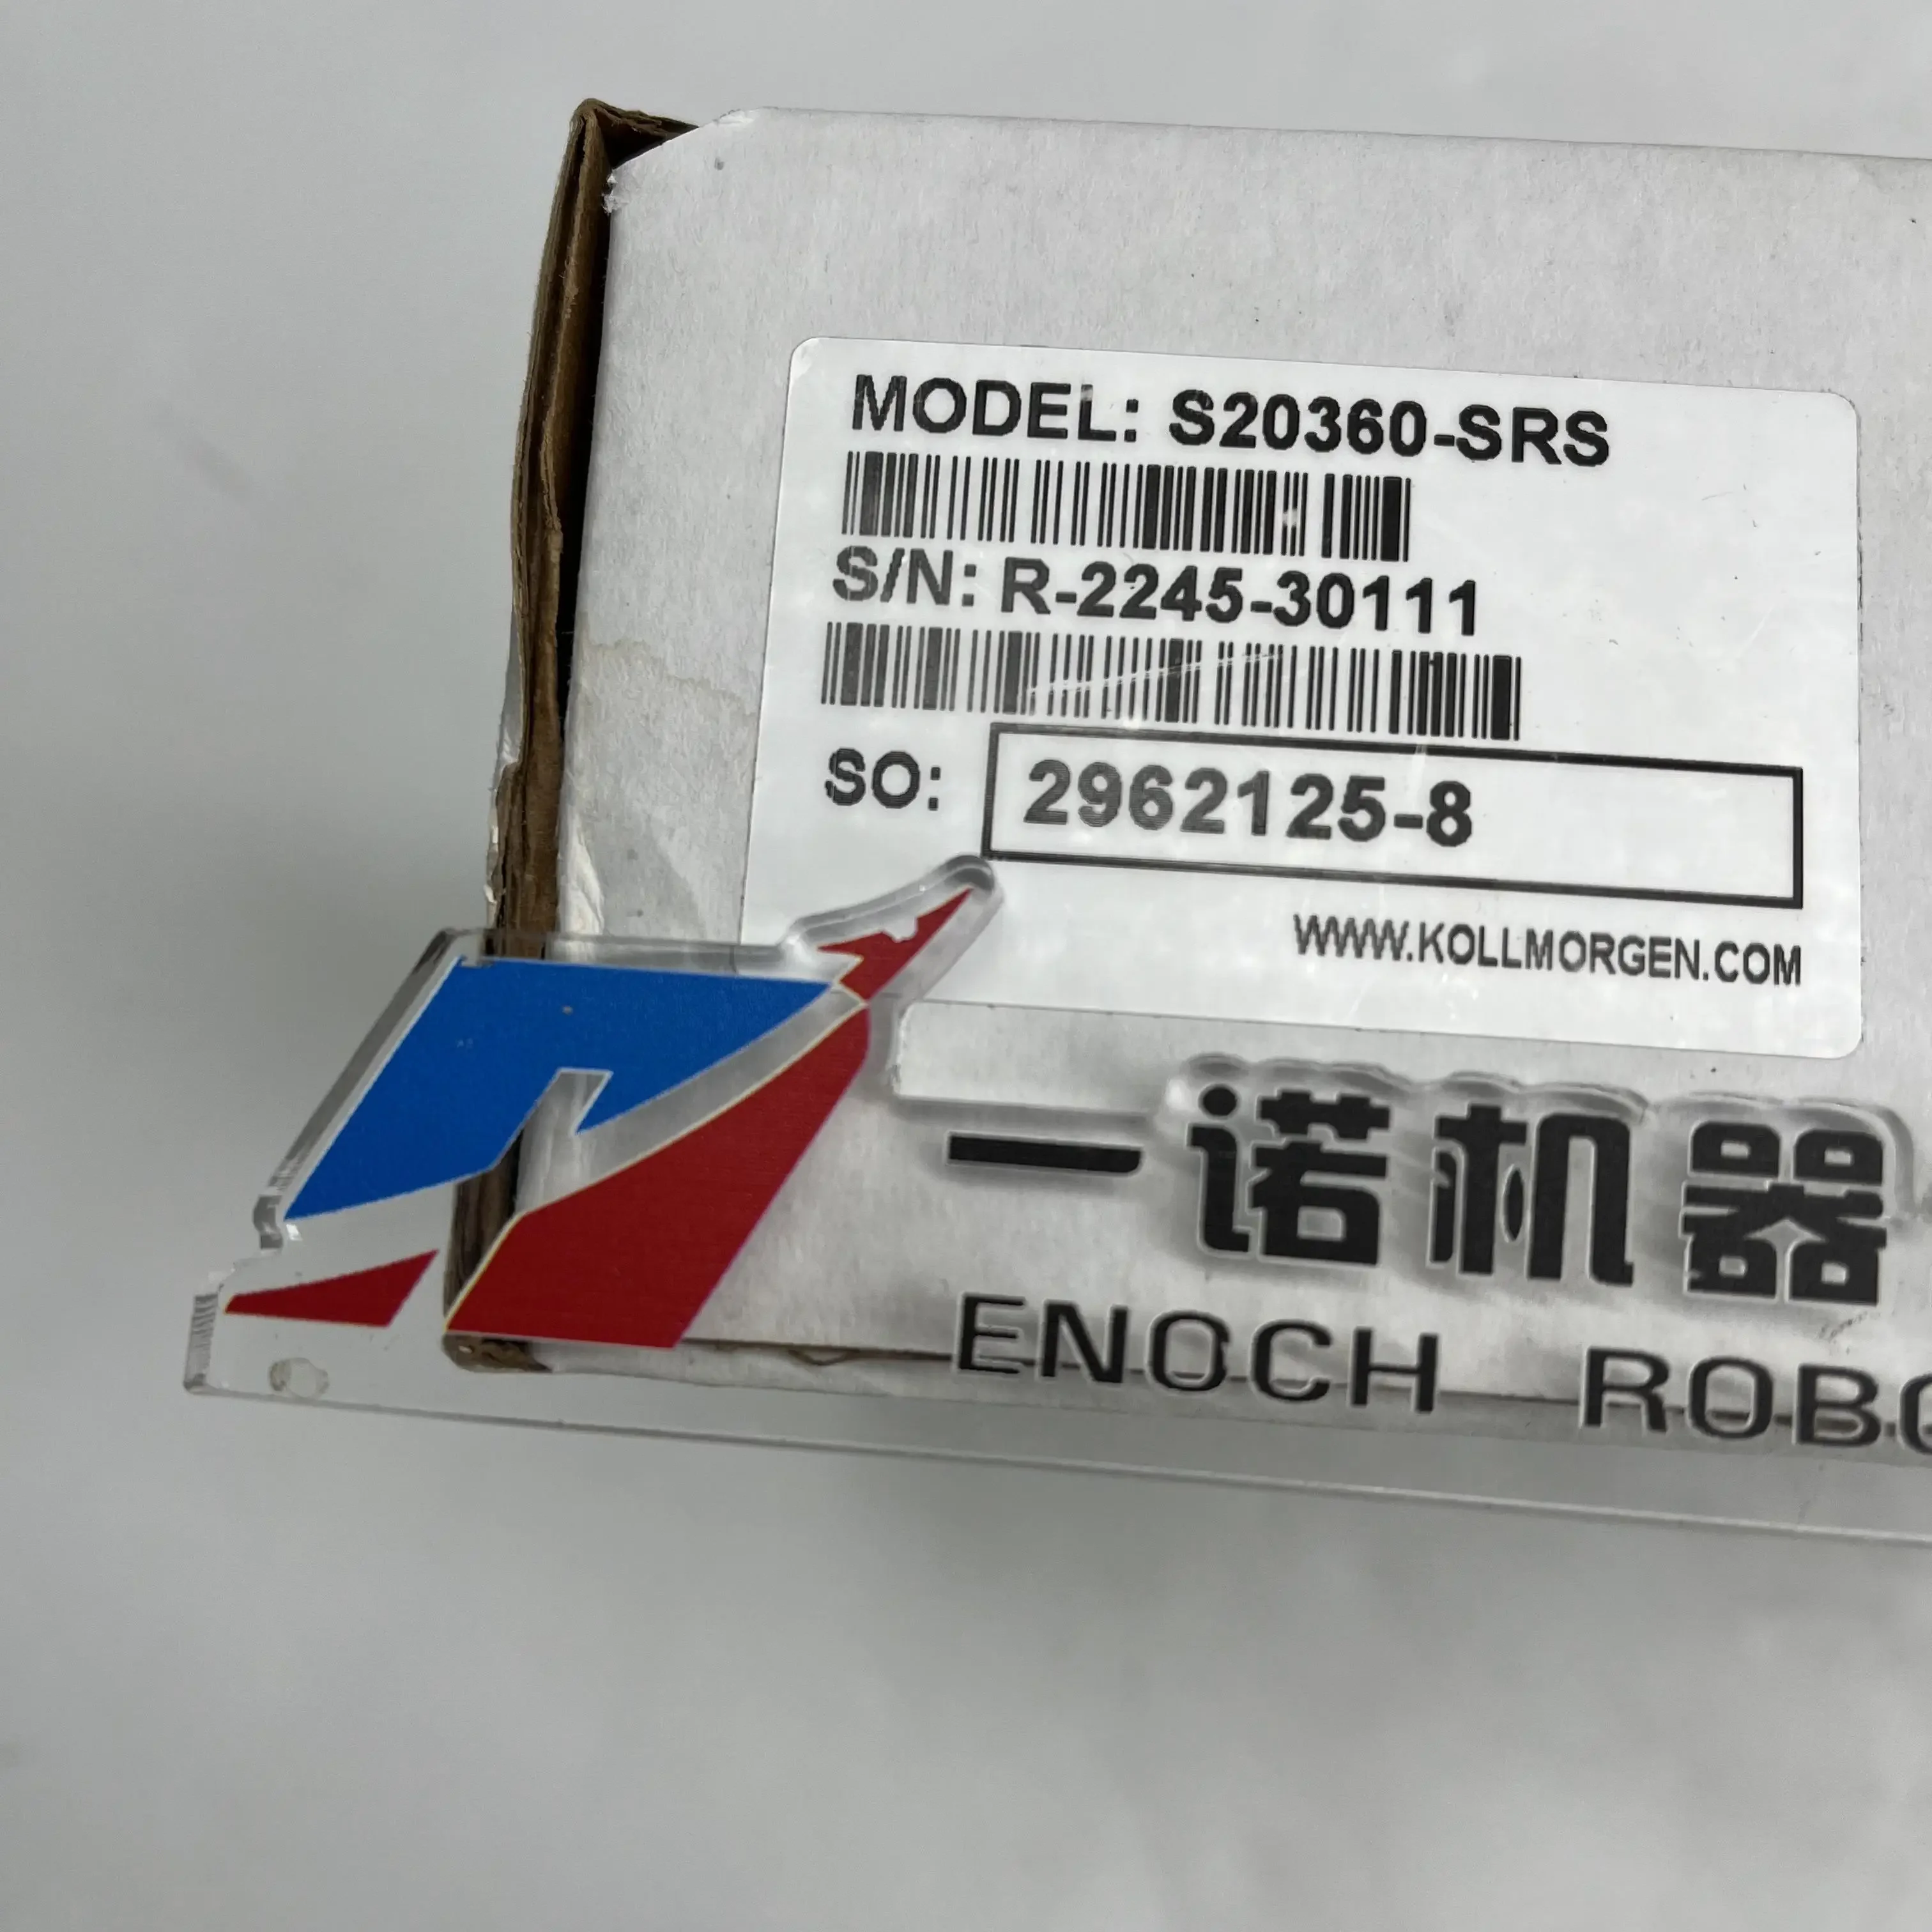 MODEL: S20360-SRS
S/N: R-2245-30111
SO: 2962125-8
WWW.KOLLMORGEN.COM
一诺机器
ENOCH